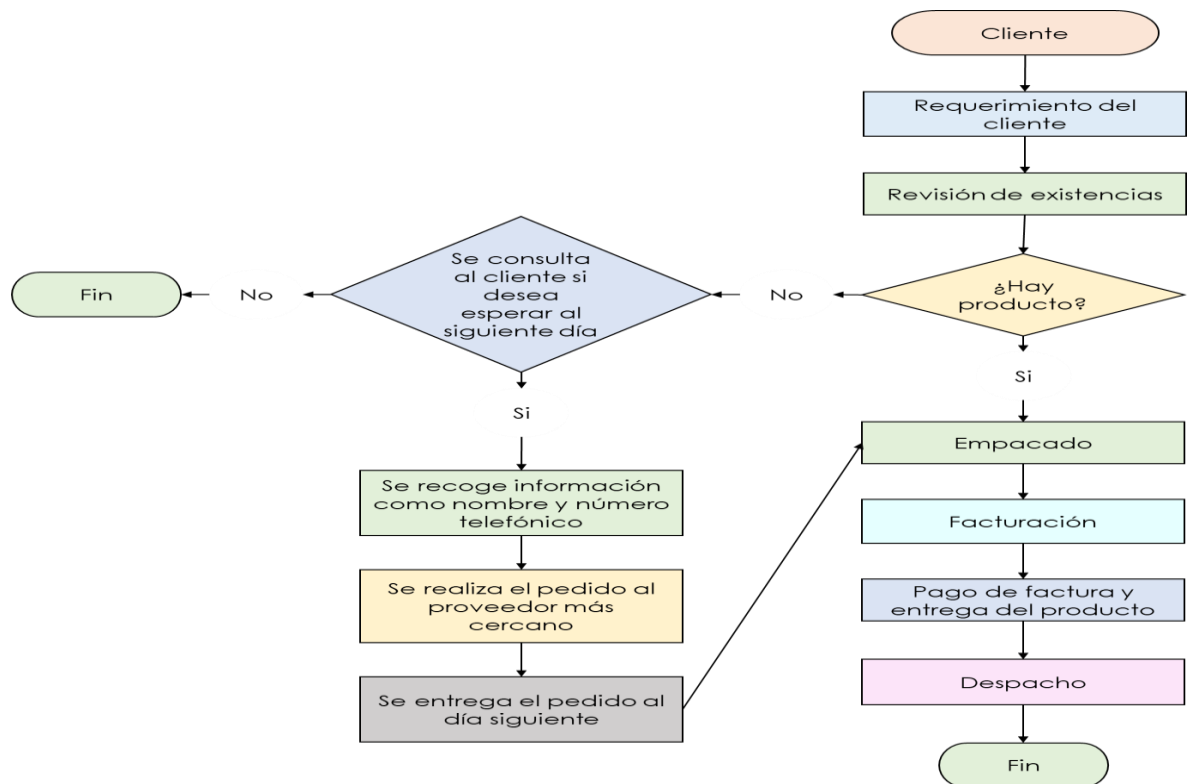 Cliente
Requerimiento del
cliente
Revisión de existencias
¿Hay
producto?
No
Se consulta
al cliente si
desea
esperar al
siguiente día
No
Fin
Si
Se recoge información
como nombre y número
telefónico
Se realiza el pedido al
proveedor más
cercano
Se entrega el pedido al
día siguiente
Si
Empacado
Facturación
Pago de factura y
entrega del producto
Despacho
Fin